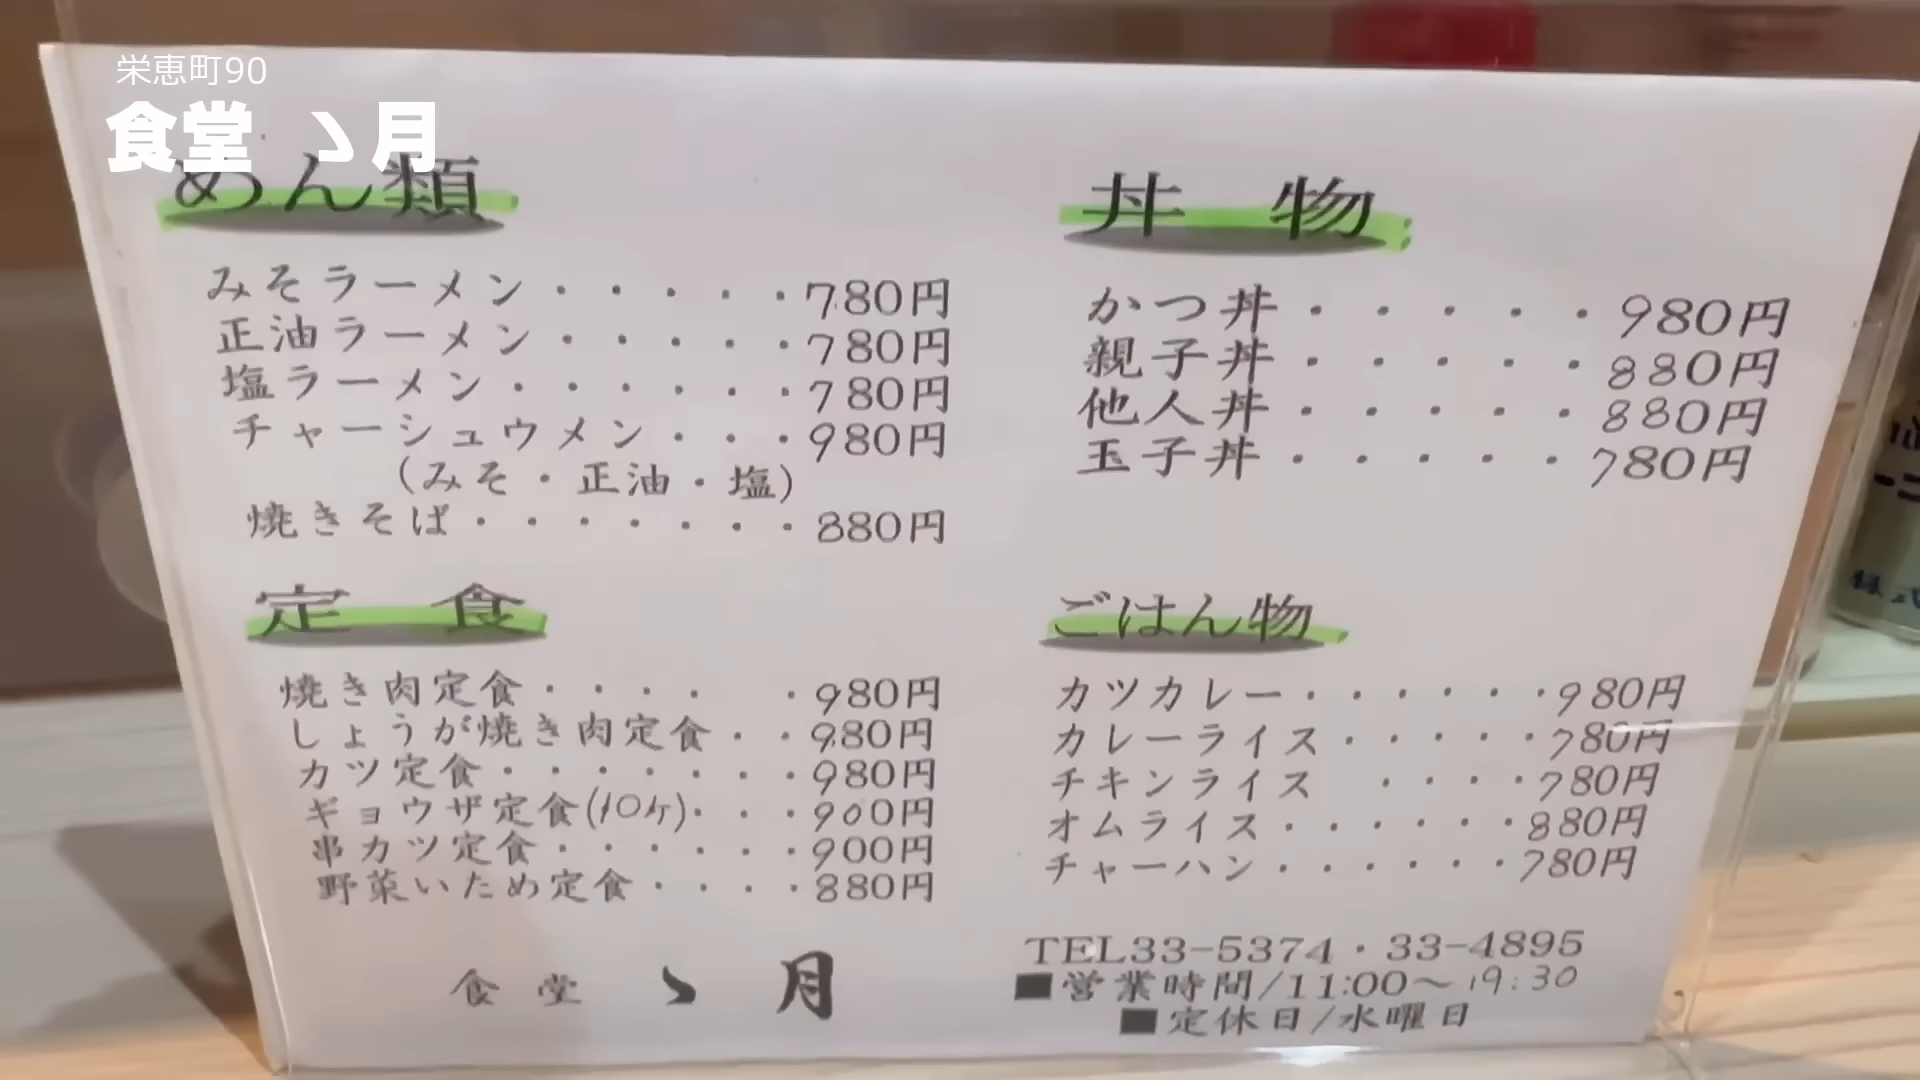 栄恵町90
食堂 ゝ月
めん類
みそラーメン・・・・・780円
正油ラーメン・・・・・780円
塩ラーメン・・・・・・780円
チャーシュウメン・・・980円
(みそ・正油・塩)
焼きそば・・・・・・・880円
定 食
焼き肉定食・・・・ ・980円
しょうが焼き肉定食・・980円
カツ定食・・・・・・・980円
ギョウザ定食(10ヶ)・・・900円
串カツ定食・・・・・・900円
野菜いため定食・・・・880円
食堂 ゝ月
丼 物
かつ丼・・・・・980円
親子丼・・・・・880円
他人丼・・・・・880円
玉子丼・・・・・780円
ごはん物
カツカレー・・・・・・980円
カレーライス・・・・・780円
チキンライス ・・・・780円
オムライス・・・・・・880円
チャーハン・・・・・・780円
TEL33-5374・33-4895
■営業時間/11:00〜19:30
■定休日/水曜日